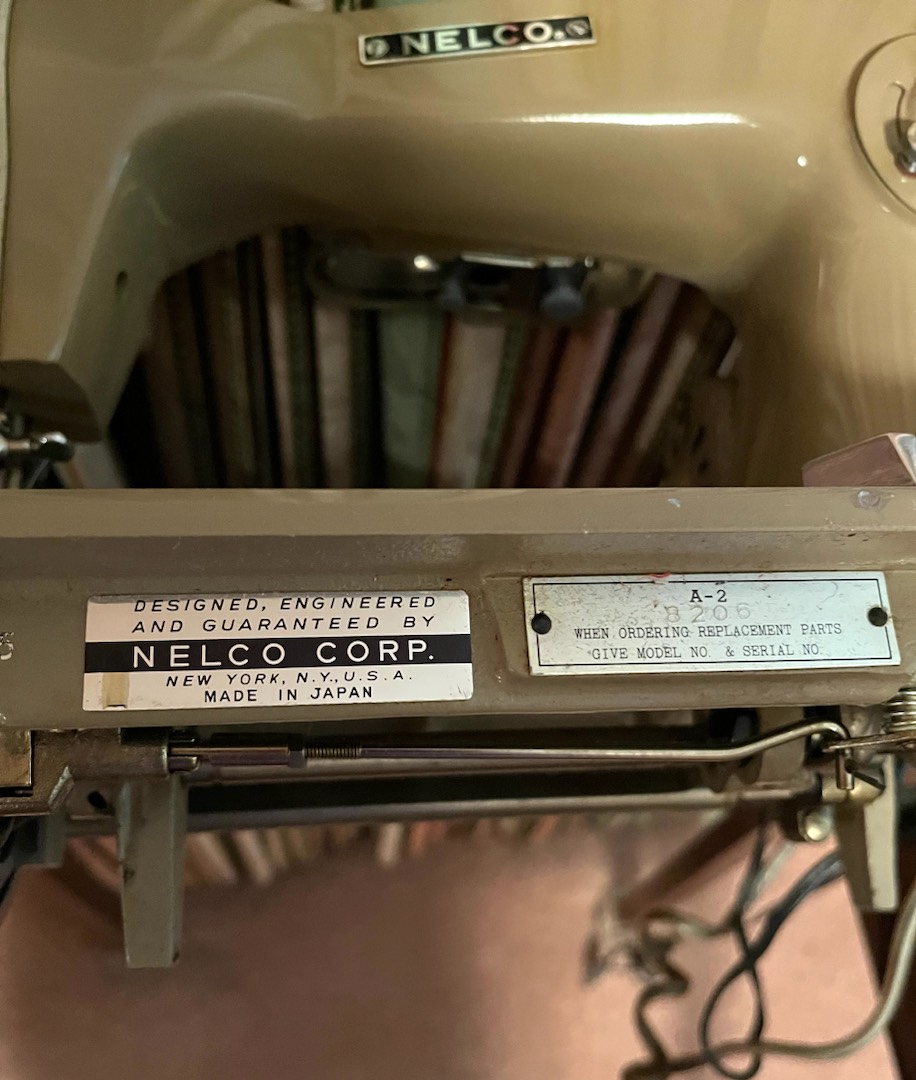 NELCO.
DESIGNED, ENGINEERED
AND GUARANTEED BY
NELCO CORP.
NEW YORK, N.Y., U.S.A.
MADE IN JAPAN
A-2
8206
WHEN ORDERING REPLACEMENT PARTS
GIVE MODEL NO. & SERIAL NO.